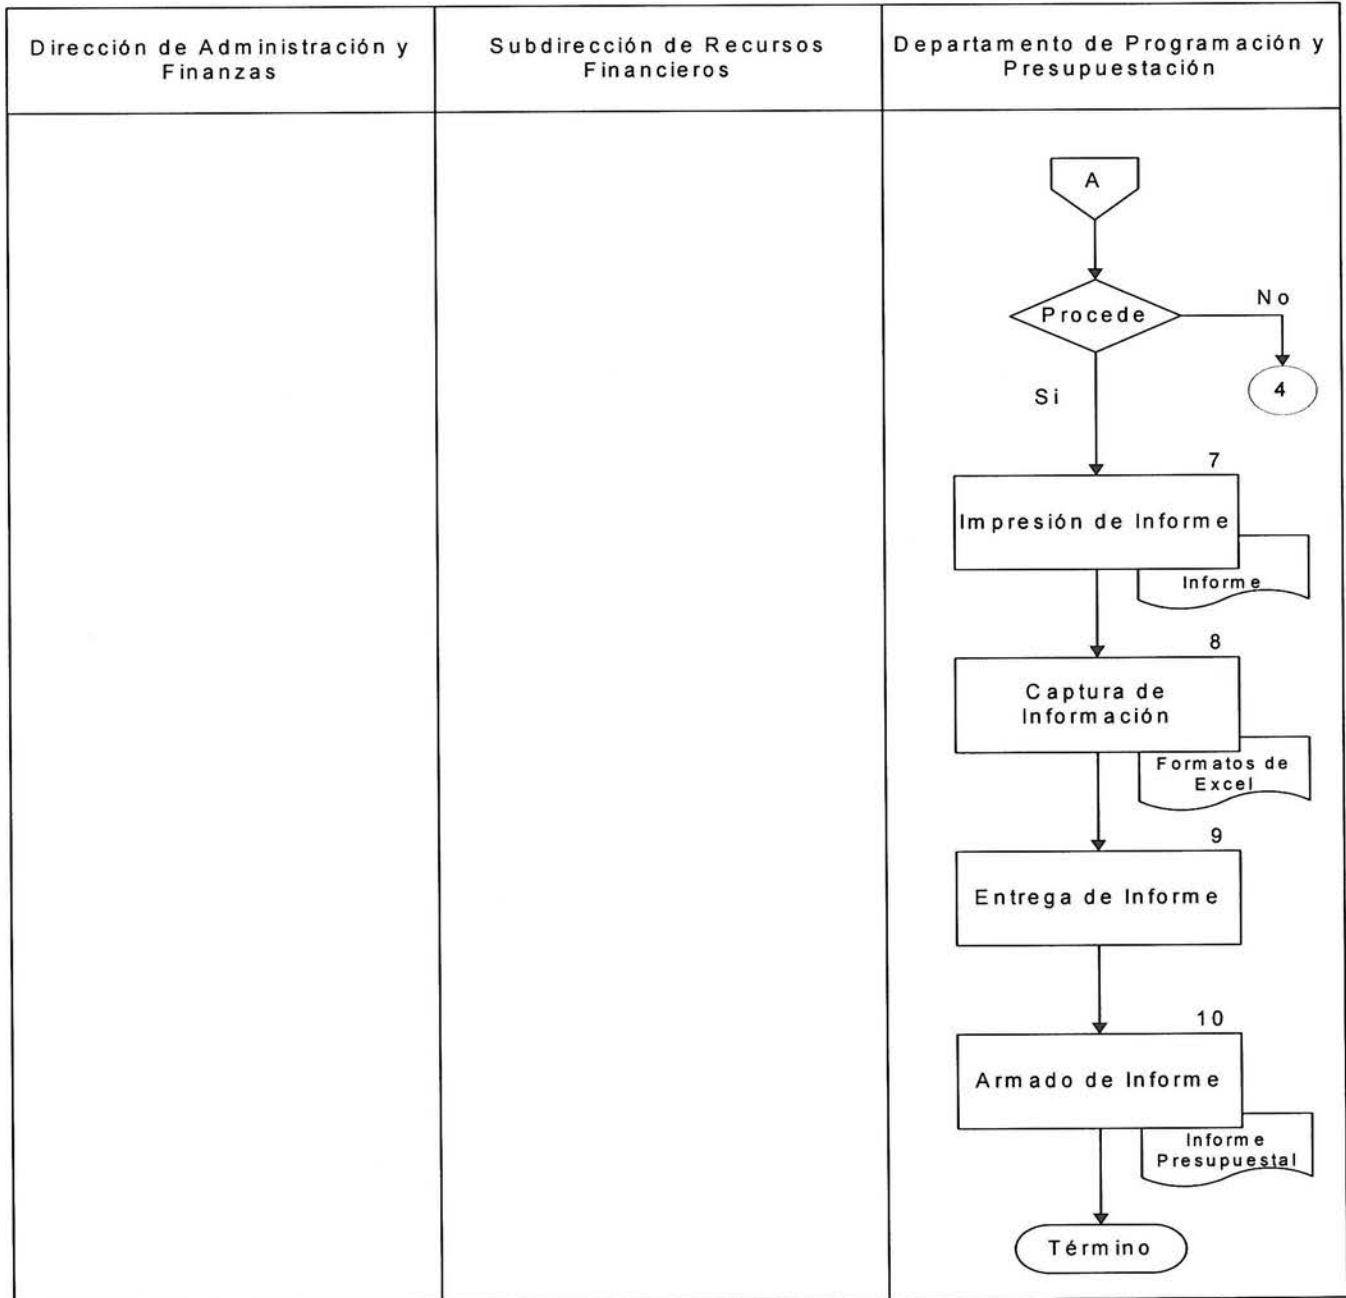 Dirección de Administración y
Finanzas
Subdirección de Recursos
Financieros
Departamento de Programación y
Presupuestación
A
Procede
No
4
Si
7
Impresión de Informe
Informe
8
Captura de
Información
Formatos de
Excel
9
Entrega de Informe
10
Armado de Informe
Informe
Presupuestal
Término